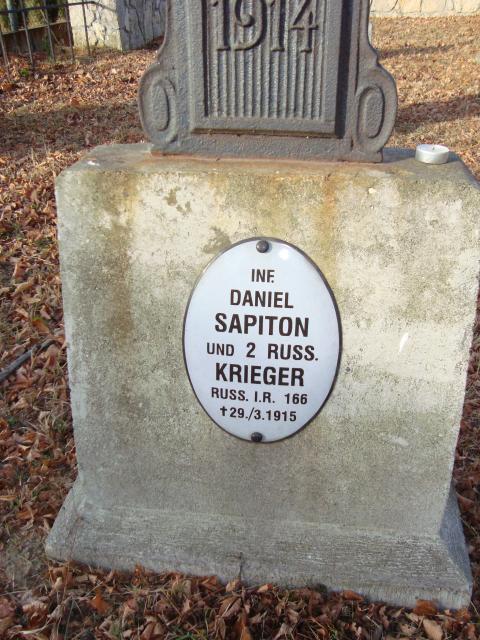 1914
INF.
DANIEL
SAPITON
UND 2 RUSS.
KRIEGER
RUSS. I.R. 166
†29./3.1915